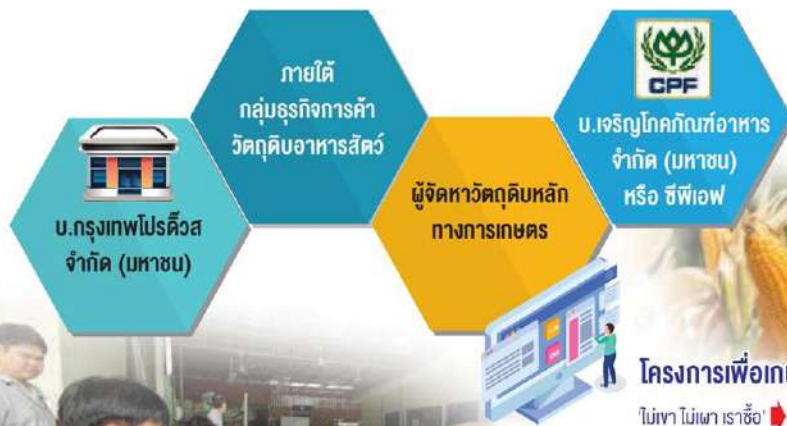 บ.กรุงเทพโปรดิ๊วส
จำกัด (มหาชน)
ภายใต้
กลุ่มธุรกิจการค้า
วัตถุดิบอาหารสัตว์
ผู้จัดหาวัตถุดิบหลัก
ทางการเกษตร
CPF
บ.เจริญโภคภัณฑ์อาหาร
จำกัด (มหาชน)
หรือ ซีพีเอฟ
โครงการเพื่อเก
'ไม่เขา ไม่เผา เราซื้อ'